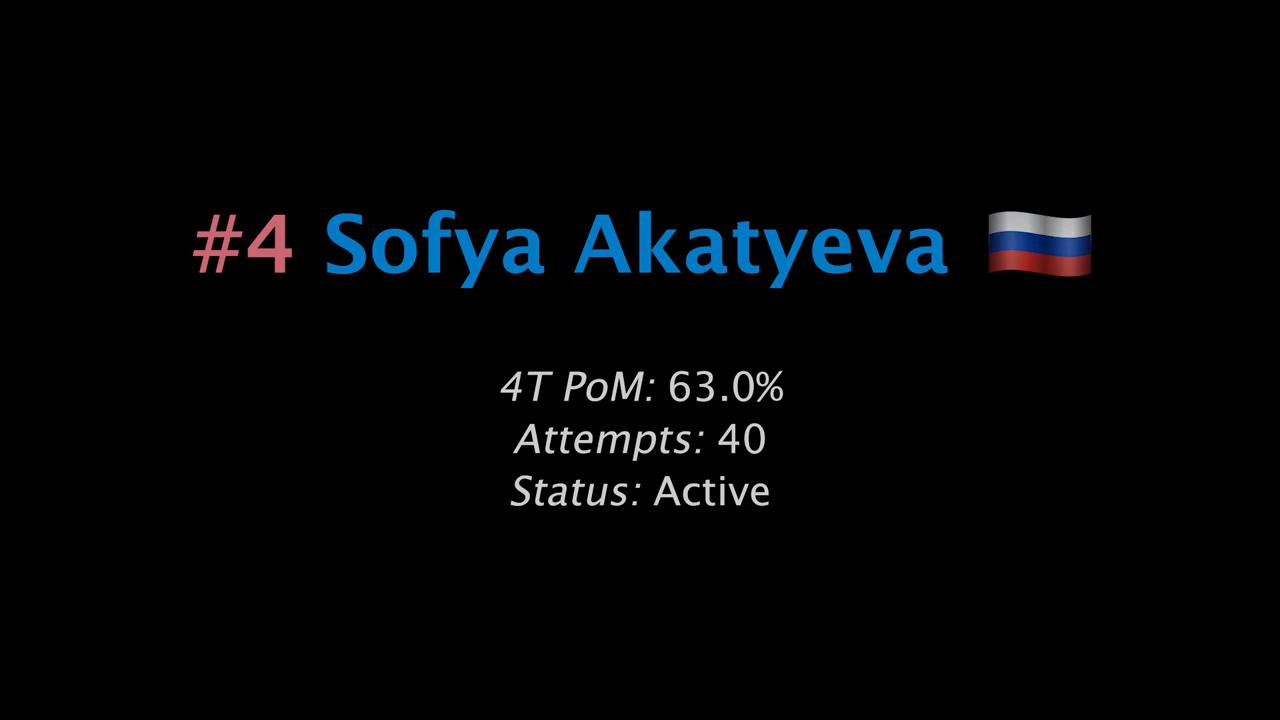 #4 Sofya Akatyeva 🇷🇺
4T PoM: 63.0%
Attempts: 40
Status: Active